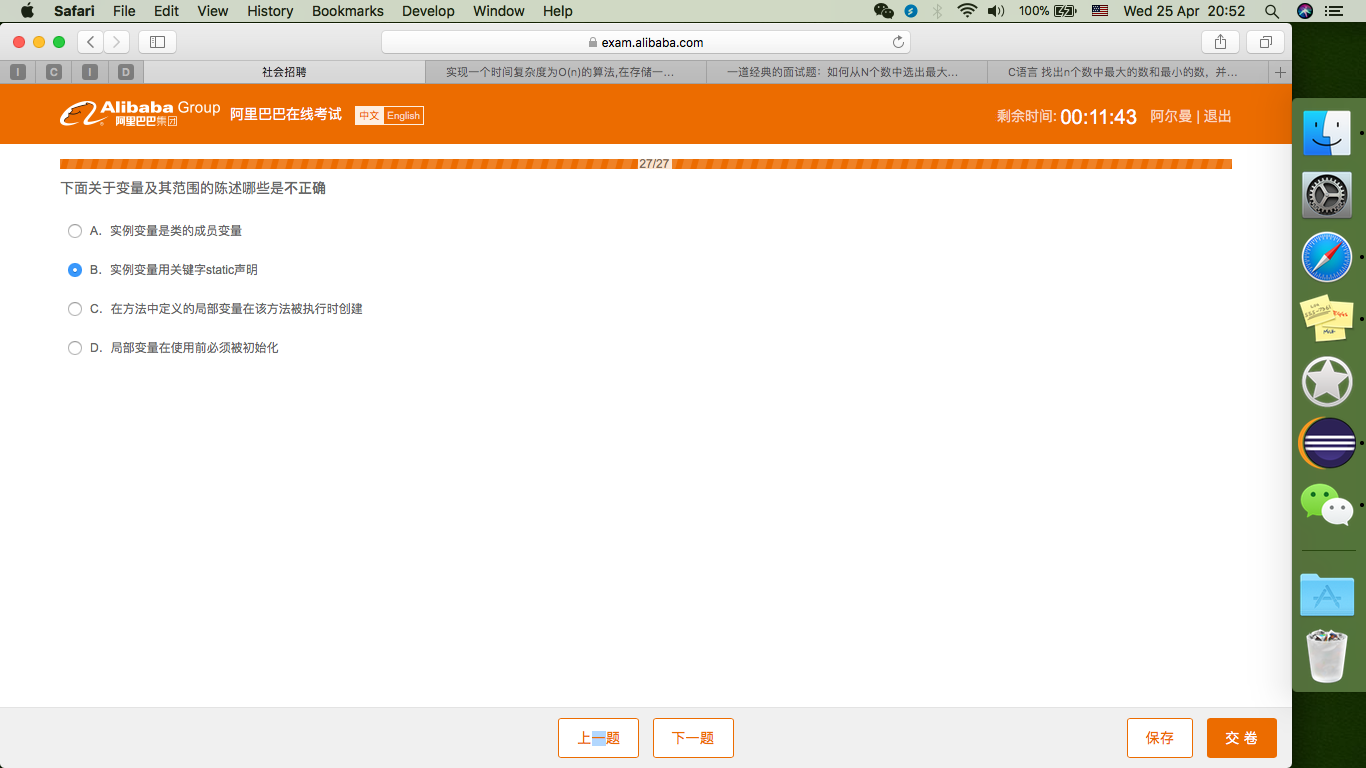 Safari File Edit View History Bookmarks Develop Window Help 100% Wed 25 Apr 20:52
exam.alibaba.com
I C I D 社会招聘 实现一个时间复杂度为O(n)的算法,在存储一... 一道经典的面试题：如何从N个数中选出最大... C语言 找出n个数中最大的数和最小的数，并...
Alibaba Group
阿里巴巴集团
阿里巴巴在线考试 中文 English 剩余时间: 00:11:43 阿尔曼 | 退出
27/27
下面关于变量及其范围的陈述哪些是不正确
A. 实例变量是类的成员变量
B. 实例变量用关键字static声明
C. 在方法中定义的局部变量在该方法被执行时创建
D. 局部变量在使用前必须被初始化
上一题 下一题 保存 交 卷